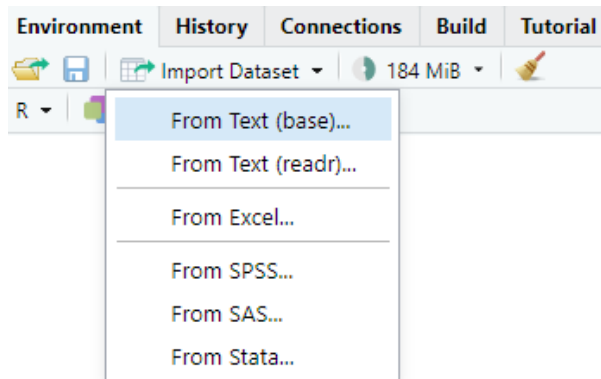 Environment History Connections Build Tutorial
Import Dataset 184 MiB
R
From Text (base)...
From Text (readr)...
From Excel...
From SPSS...
From SAS...
From Stata...